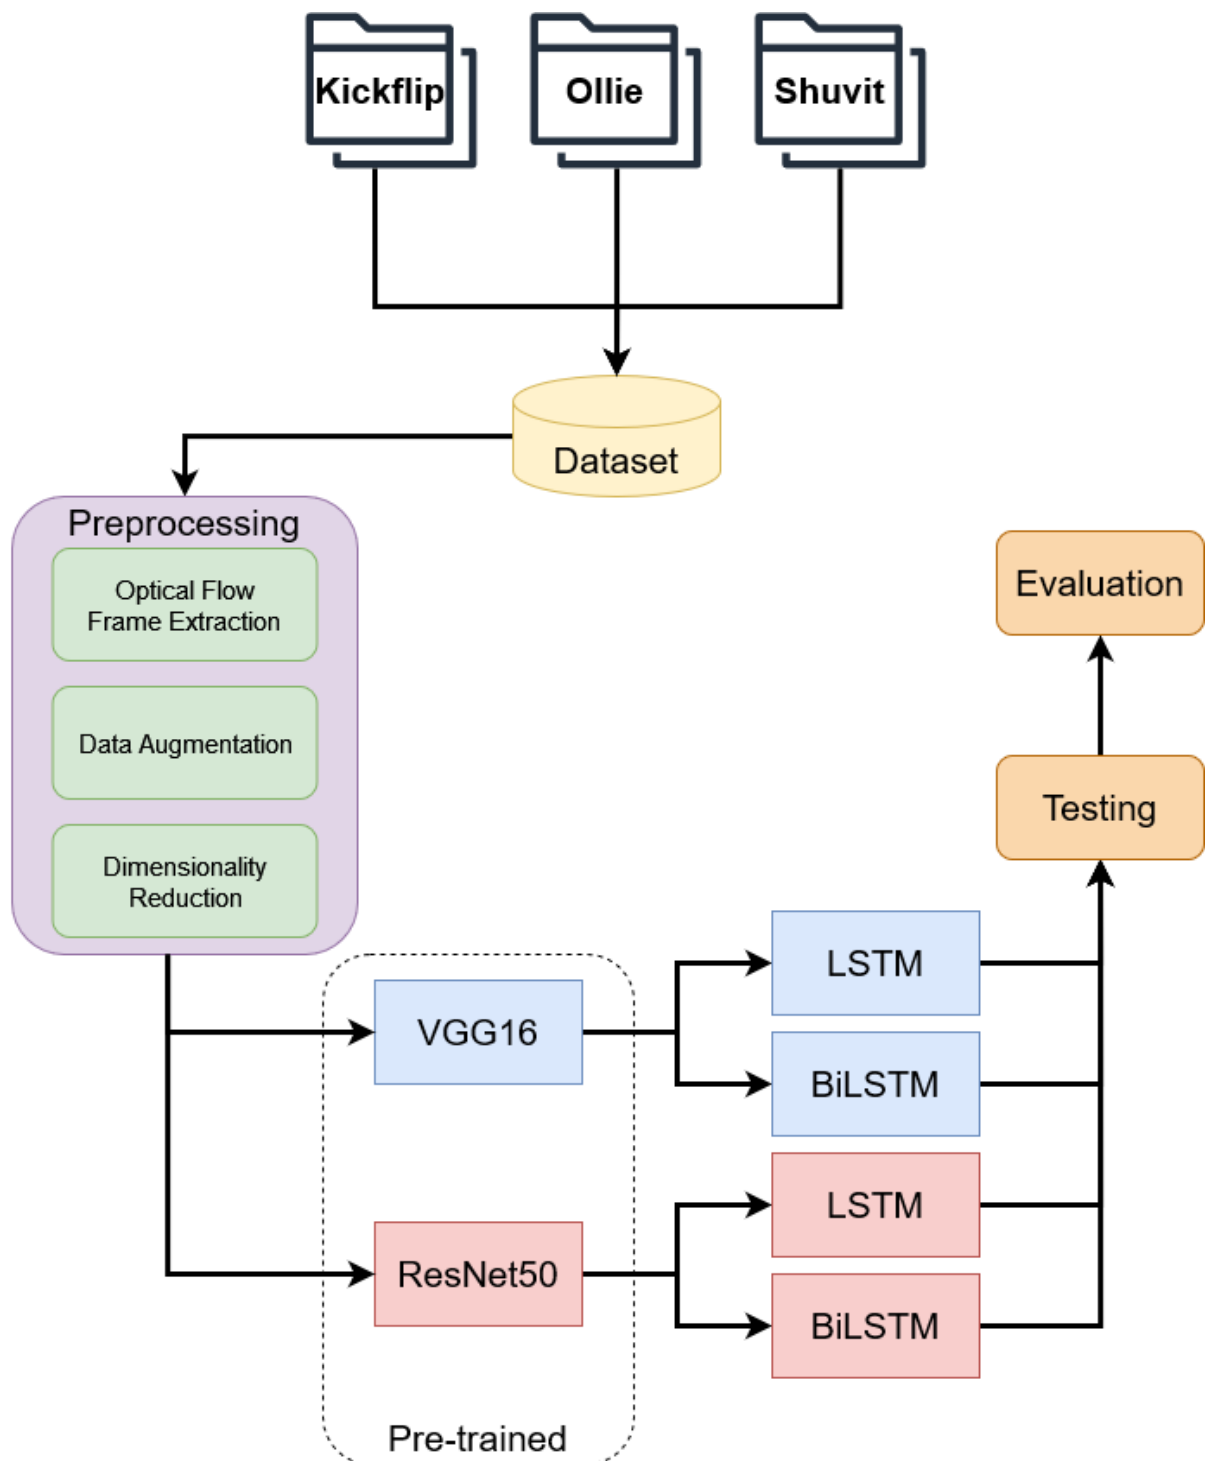 Kickflip
Ollie
Shuvit
Dataset
Preprocessing
Optical Flow
Frame Extraction
Data Augmentation
Dimensionality
Reduction
Evaluation
Testing
VGG16
LSTM
BiLSTM
ResNet50
LSTM
BiLSTM
Pre-trained